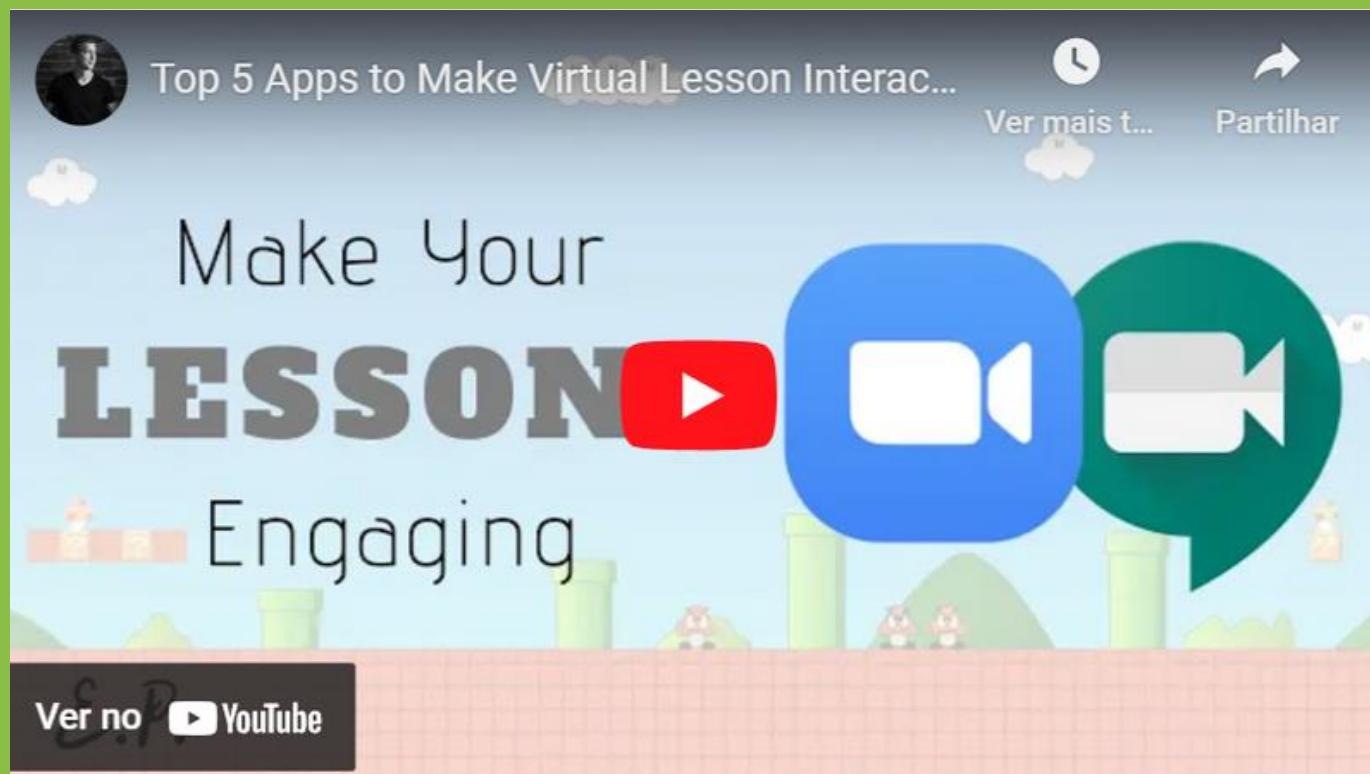 Top 5 Apps to Make Virtual Lesson Interac...
Ver mais t...
Partilhar
Make Your
LESSON
Engaging
E.P.
Ver no YouTube